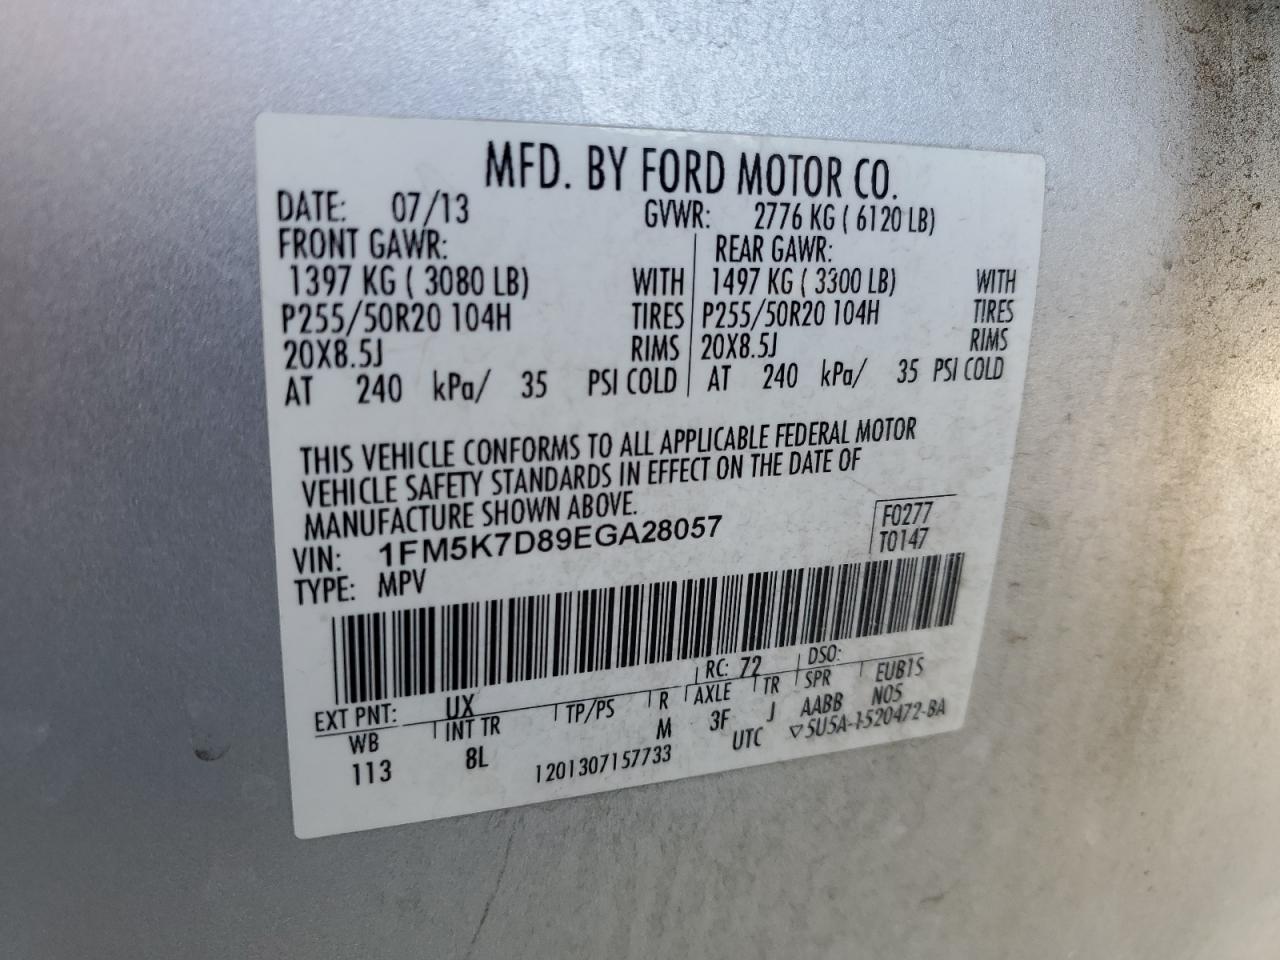 MFD. BY FORD MOTOR CO.
DATE: 07/13 GVWR: 2776 KG ( 6120 LB)
FRONT GAWR: REAR GAWR:
1397 KG ( 3080 LB) WITH 1497 KG ( 3300 LB) WITH
P255/50R20 104H TIRES P255/50R20 104H TIRES
20X8.5J RIMS 20X8.5J RIMS
AT 240 kPa/ 35 PSI COLD AT 240 kPa/ 35 PSI COLD
THIS VEHICLE CONFORMS TO ALL APPLICABLE FEDERAL MOTOR
VEHICLE SAFETY STANDARDS IN EFFECT ON THE DATE OF
MANUFACTURE SHOWN ABOVE.
VIN: 1FM5K7D89EGA28057 F0277
TYPE: MPV T0147
EXT PNT: UX RC: 72 DSO:
WB INT TR TP/PS R AXLE TR SPR EUB1S
113 8L M 3F J AABB N05
1201307157733 UTC ▽5U5A-1520472-BA